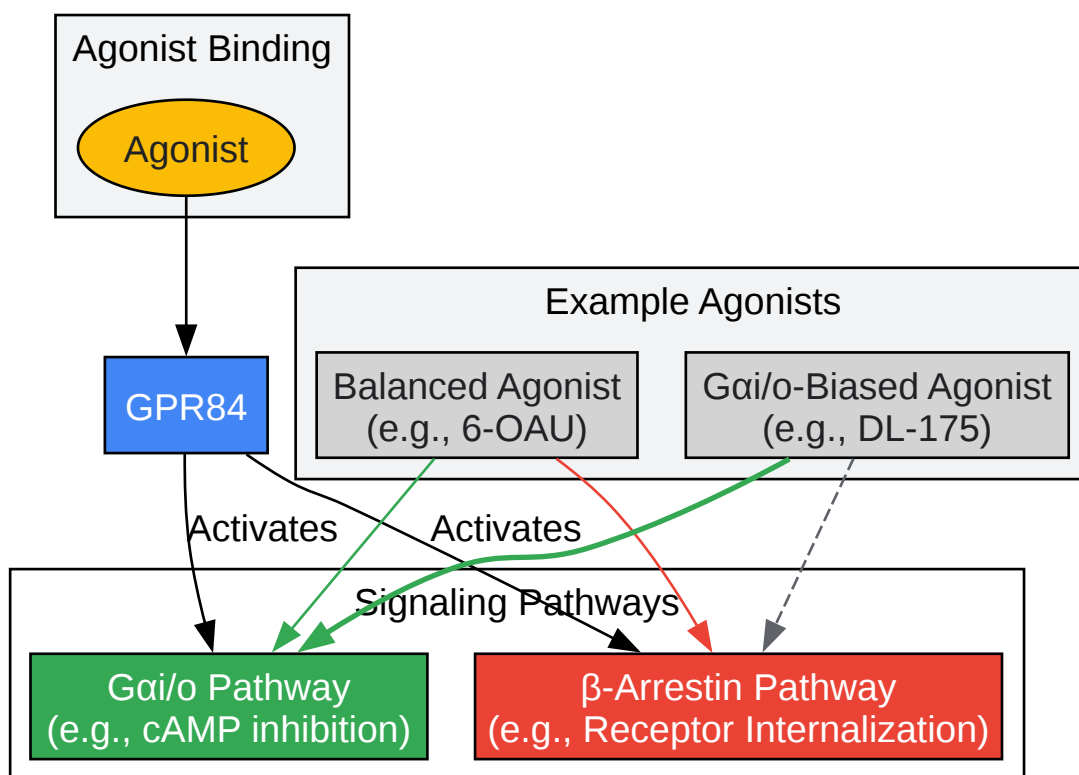 Agonist Binding
Agonist
Example Agonists
GPR84
Balanced Agonist
(e.g., 6-OAU)
Gαi/o-Biased Agonist
(e.g., DL-175)
Activates
Activates
Signaling Pathways
Gαi/o Pathway
(e.g., cAMP inhibition)
β-Arrestin Pathway
(e.g., Receptor Internalization)